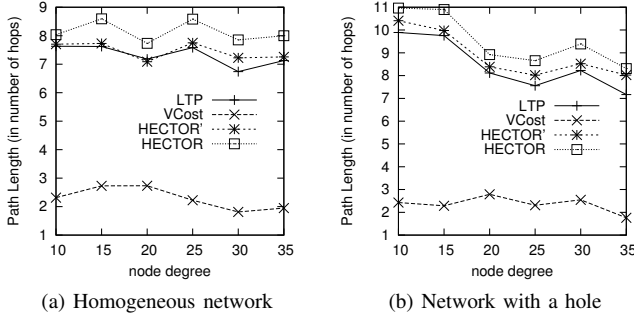 Path Length (in number of hops)
9
8
7
6
5
4
3
2
1
10 15 20 25 30 35
node degree
LTP
VCost
HECTOR'
HECTOR
(a) Homogeneous network
Path Length (in number of hops)
11
10
9
8
7
6
5
4
3
2
1
10 15 20 25 30 35
node degree
LTP
VCost
HECTOR'
HECTOR
(b) Network with a hole